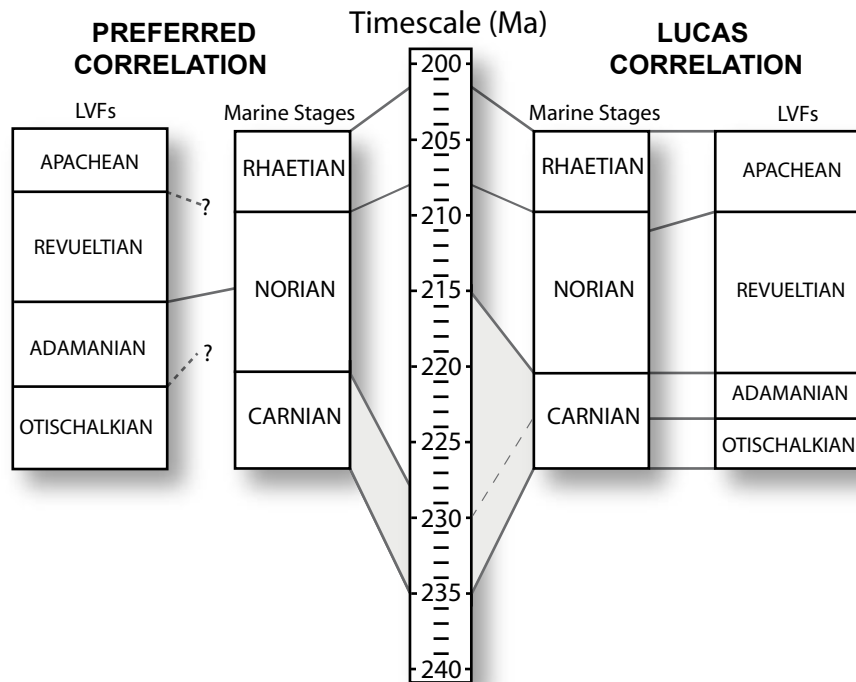 PREFERRED
CORRELATION
Timescale (Ma)
LUCAS
CORRELATION
LVFs
Marine Stages
Marine Stages
LVFs
APACHEAN
REVUELTIAN
ADAMANIAN
OTISCHALKIAN
?
?
RHAETIAN
NORIAN
CARNIAN
200
205
210
215
220
225
230
235
240
RHAETIAN
NORIAN
CARNIAN
APACHEAN
REVUELTIAN
ADAMANIAN
OTISCHALKIAN